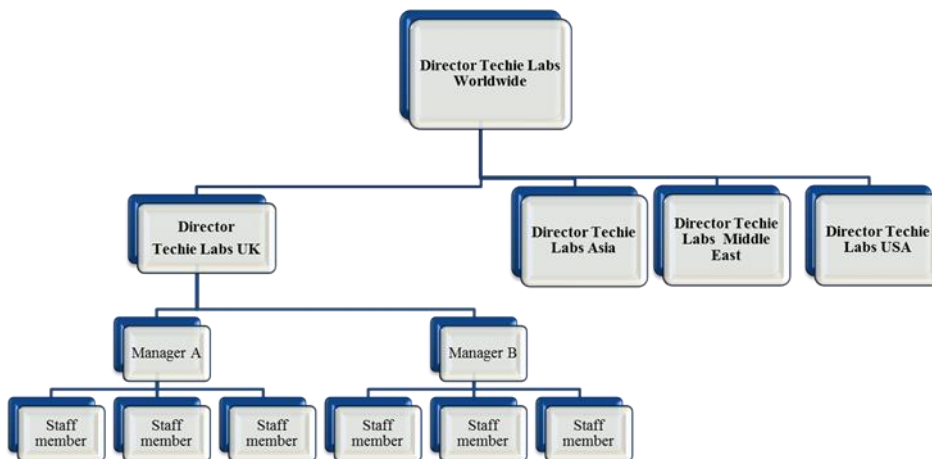 Director Techie Labs
Worldwide
Director
Techie Labs UK
Director Techie
Labs Asia
Director Techie
Labs Middle
East
Director Techie
Labs USA
Manager A
Manager B
Staff
member
Staff
member
Staff
member
Staff
member
Staff
member
Staff
member